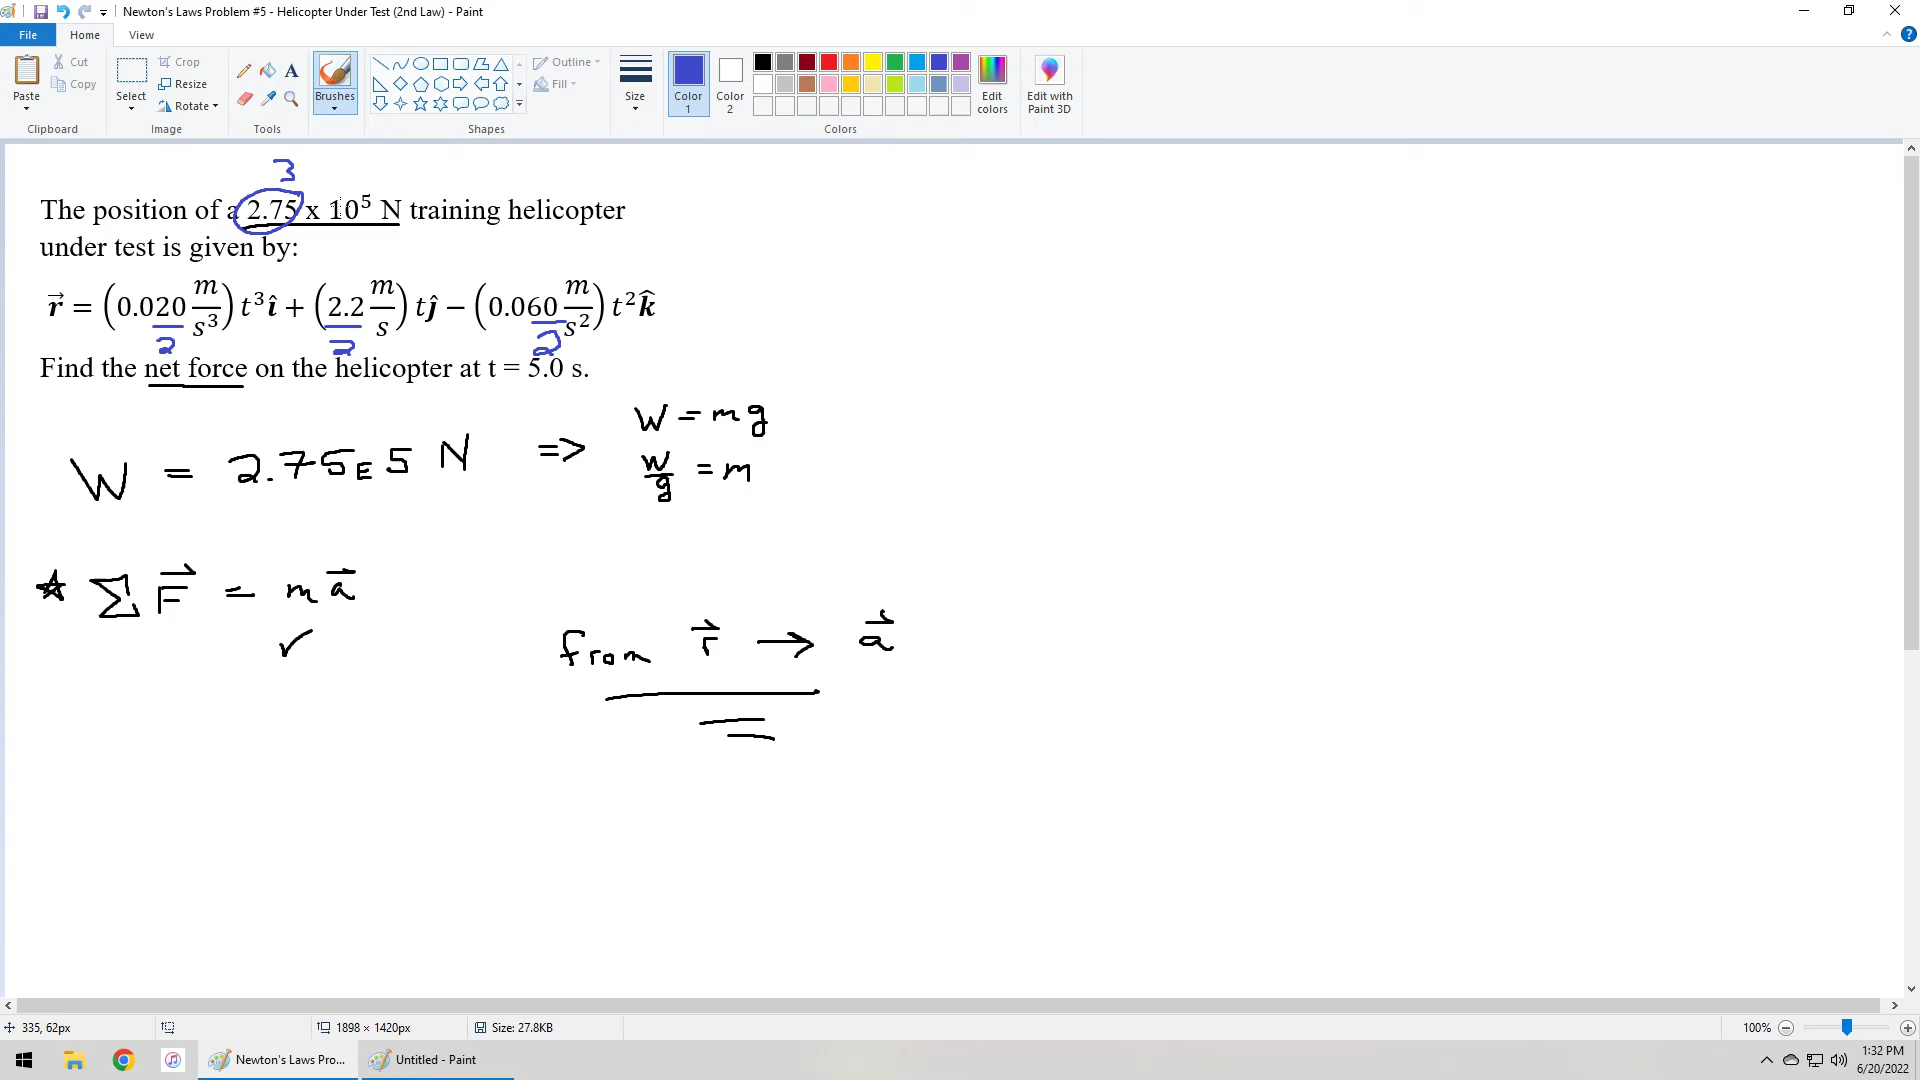 Newton's Laws Problem #5 - Helicopter Under Test (2nd Law) - Paint
File Home View
Paste
Cut
Copy
Clipboard
Select
Crop
Resize
Rotate
Image
A
Tools
Brushes
Shapes
Outline
Fill
Size
Color 1
Color 2
Edit colors
Colors
Edit with Paint 3D
3
The position of a 2.75 x 10⁵ N training helicopter
under test is given by:
r⃗ = (0.020 m/s³) t³ î + (2.2 m/s) t ĵ − (0.060 m/s²) t² k̂
2 2 2
Find the net force on the helicopter at t = 5.0 s.
W = 2.75E5 N => W = mg
W/g = m
☆ Σ F⃗ = m a⃗
✓
from r⃗ → a⃗
335, 62px
1898 × 1420px
Size: 27.8KB
100%
Newton's Laws Pro...
Untitled - Paint
1:32 PM
6/20/2022